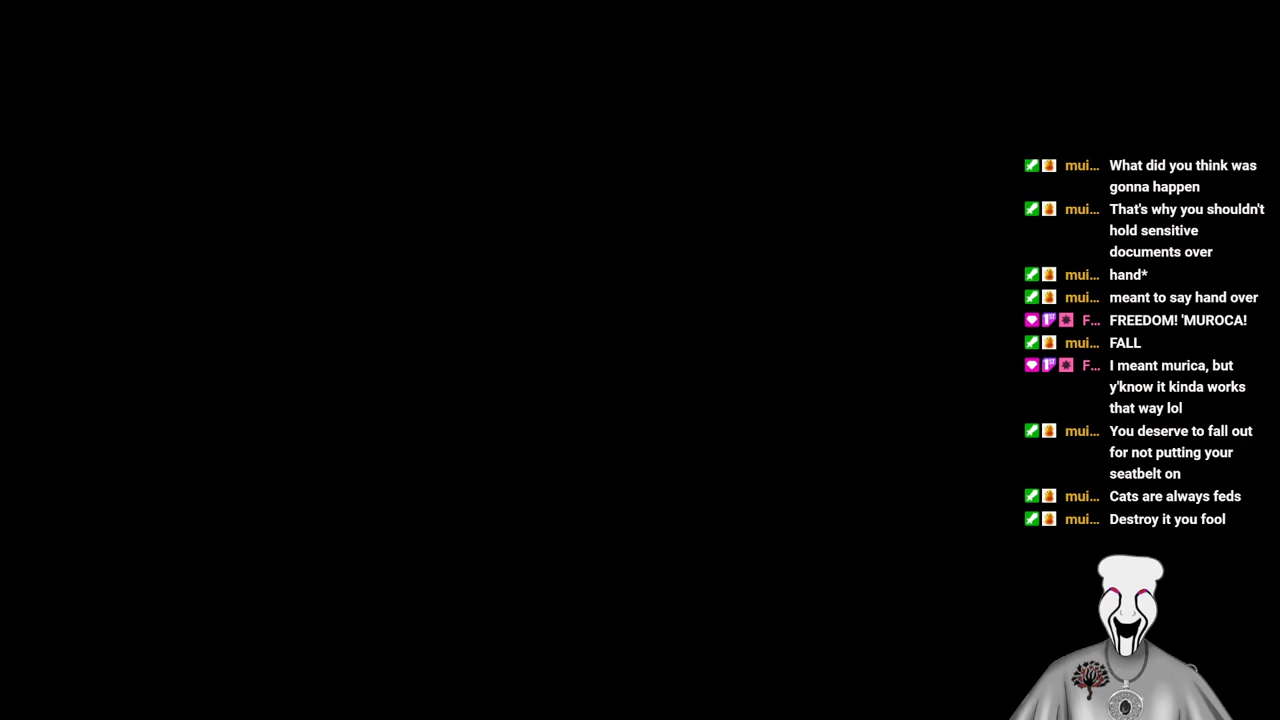 mui... What did you think was
gonna happen
mui... That's why you shouldn't
hold sensitive
documents over
mui... hand*
mui... meant to say hand over
F... FREEDOM! 'MUROCA!
mui... FALL
F... I meant murica, but
y'know it kinda works
that way lol
mui... You deserve to fall out
for not putting your
seatbelt on
mui... Cats are always feds
mui... Destroy it you fool